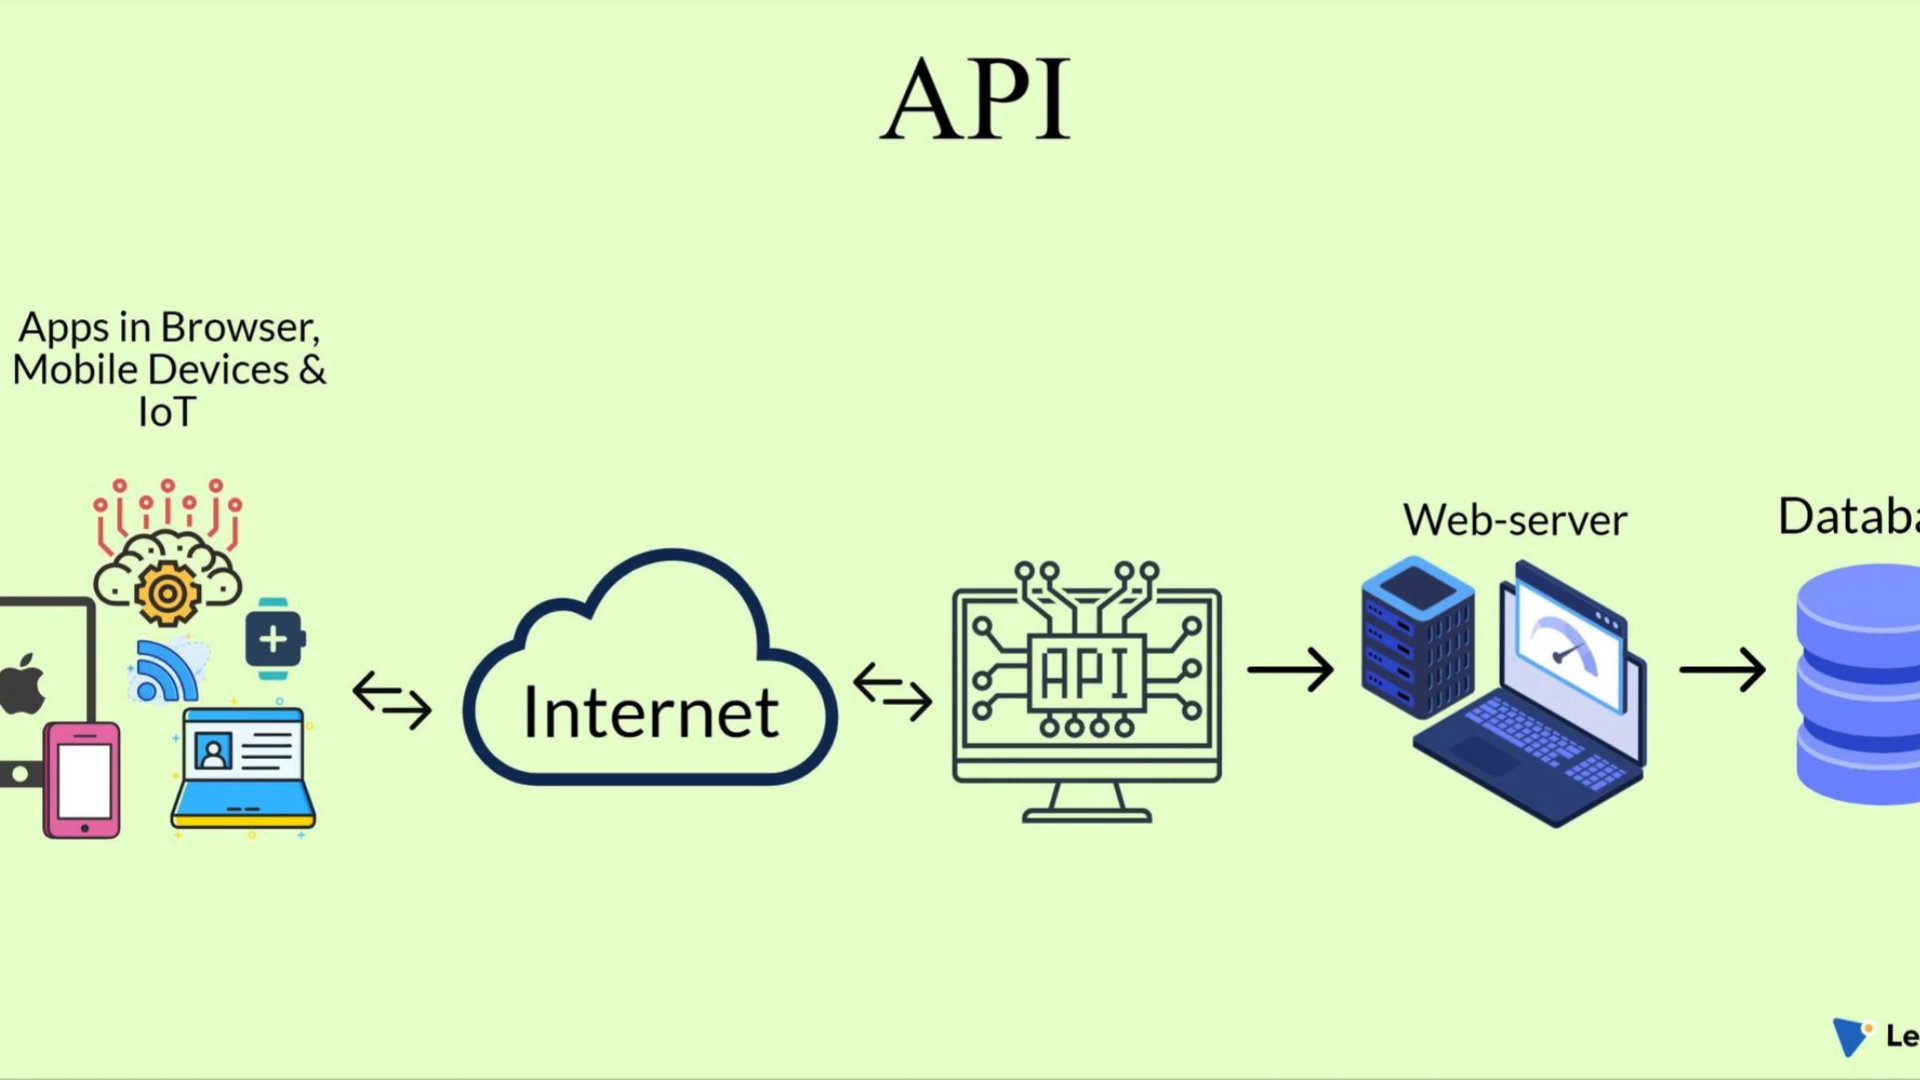 API
Apps in Browser,
Mobile Devices &
IoT
Internet
API
Web-server